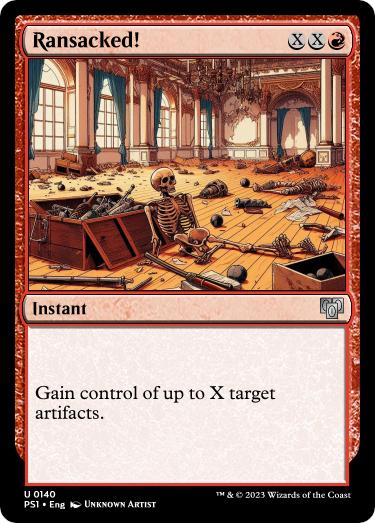 Ransacked! XXR
Instant
Gain control of up to X target
artifacts.
U 0140
PS1 • Eng Unknown Artist
™ & © 2023 Wizards of the Coast